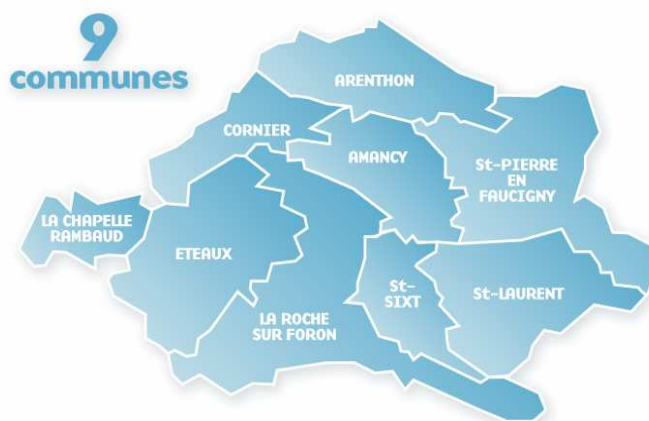 9
communes
ARENTHON
CORNIER
AMANCY
St-PIERRE
EN
FAUCIGNY
LA CHAPELLE
RAMBAUD
ETEAUX
St-
SIXT
St-LAURENT
LA ROCHE
SUR FORON